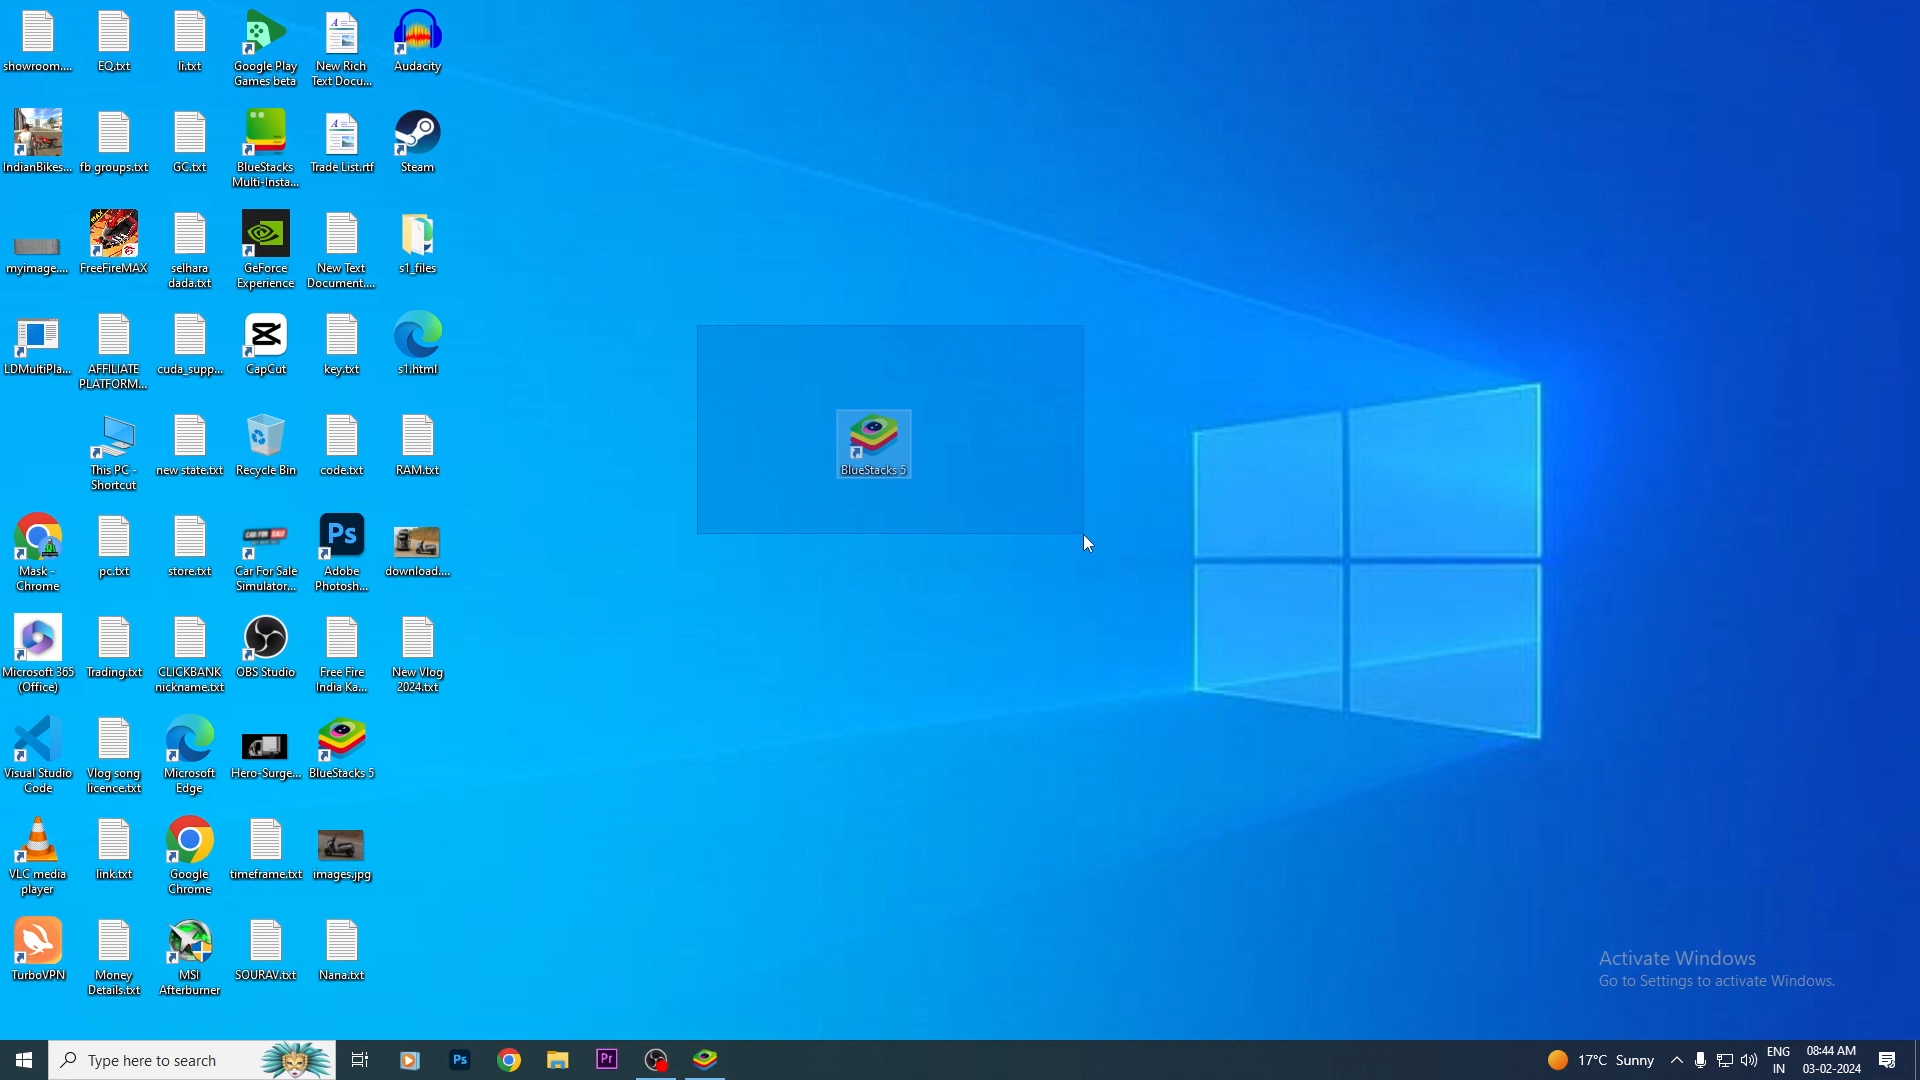 showroom....
EQ.txt
li.txt
Google Play
Games beta
New Rich
Text Docu...
Audacity
IndianBikes...
fb groups.txt
GC.txt
BlueStacks
Multi-Insta...
Trade List.rtf
Steam
myimage....
FreeFireMAX
selhara
dada.txt
GeForce
Experience
New Text
Document....
s1_files
LDMultiPla...
AFFILIATE
PLATFORM...
cuda_supp...
CapCut
key.txt
s1.html
This PC -
Shortcut
new state.txt
Recycle Bin
code.txt
RAM.txt
BlueStacks 5
Mask -
Chrome
pc.txt
store.txt
CAR FOR SALE
Car For Sale
Simulator...
Ps
Adobe
Photosh...
download....
Microsoft 365
(Office)
Trading.txt
CLICKBANK
nickname.txt
OBS Studio
Free Fire
India Ka...
New Vlog
2024.txt
Visual Studio
Code
Vlog song
licence.txt
Microsoft
Edge
Hero-Surge...
BlueStacks 5
VLC media
player
link.txt
Google
Chrome
timeframe.txt
images.jpg
TurboVPN
Money
Details.txt
MSI
Afterburner
SOURAV.txt
Nana.txt
Activate Windows
Go to Settings to activate Windows.
Type here to search
Ps
Pr
17°C Sunny
ENG
IN
08:44 AM
03-02-2024